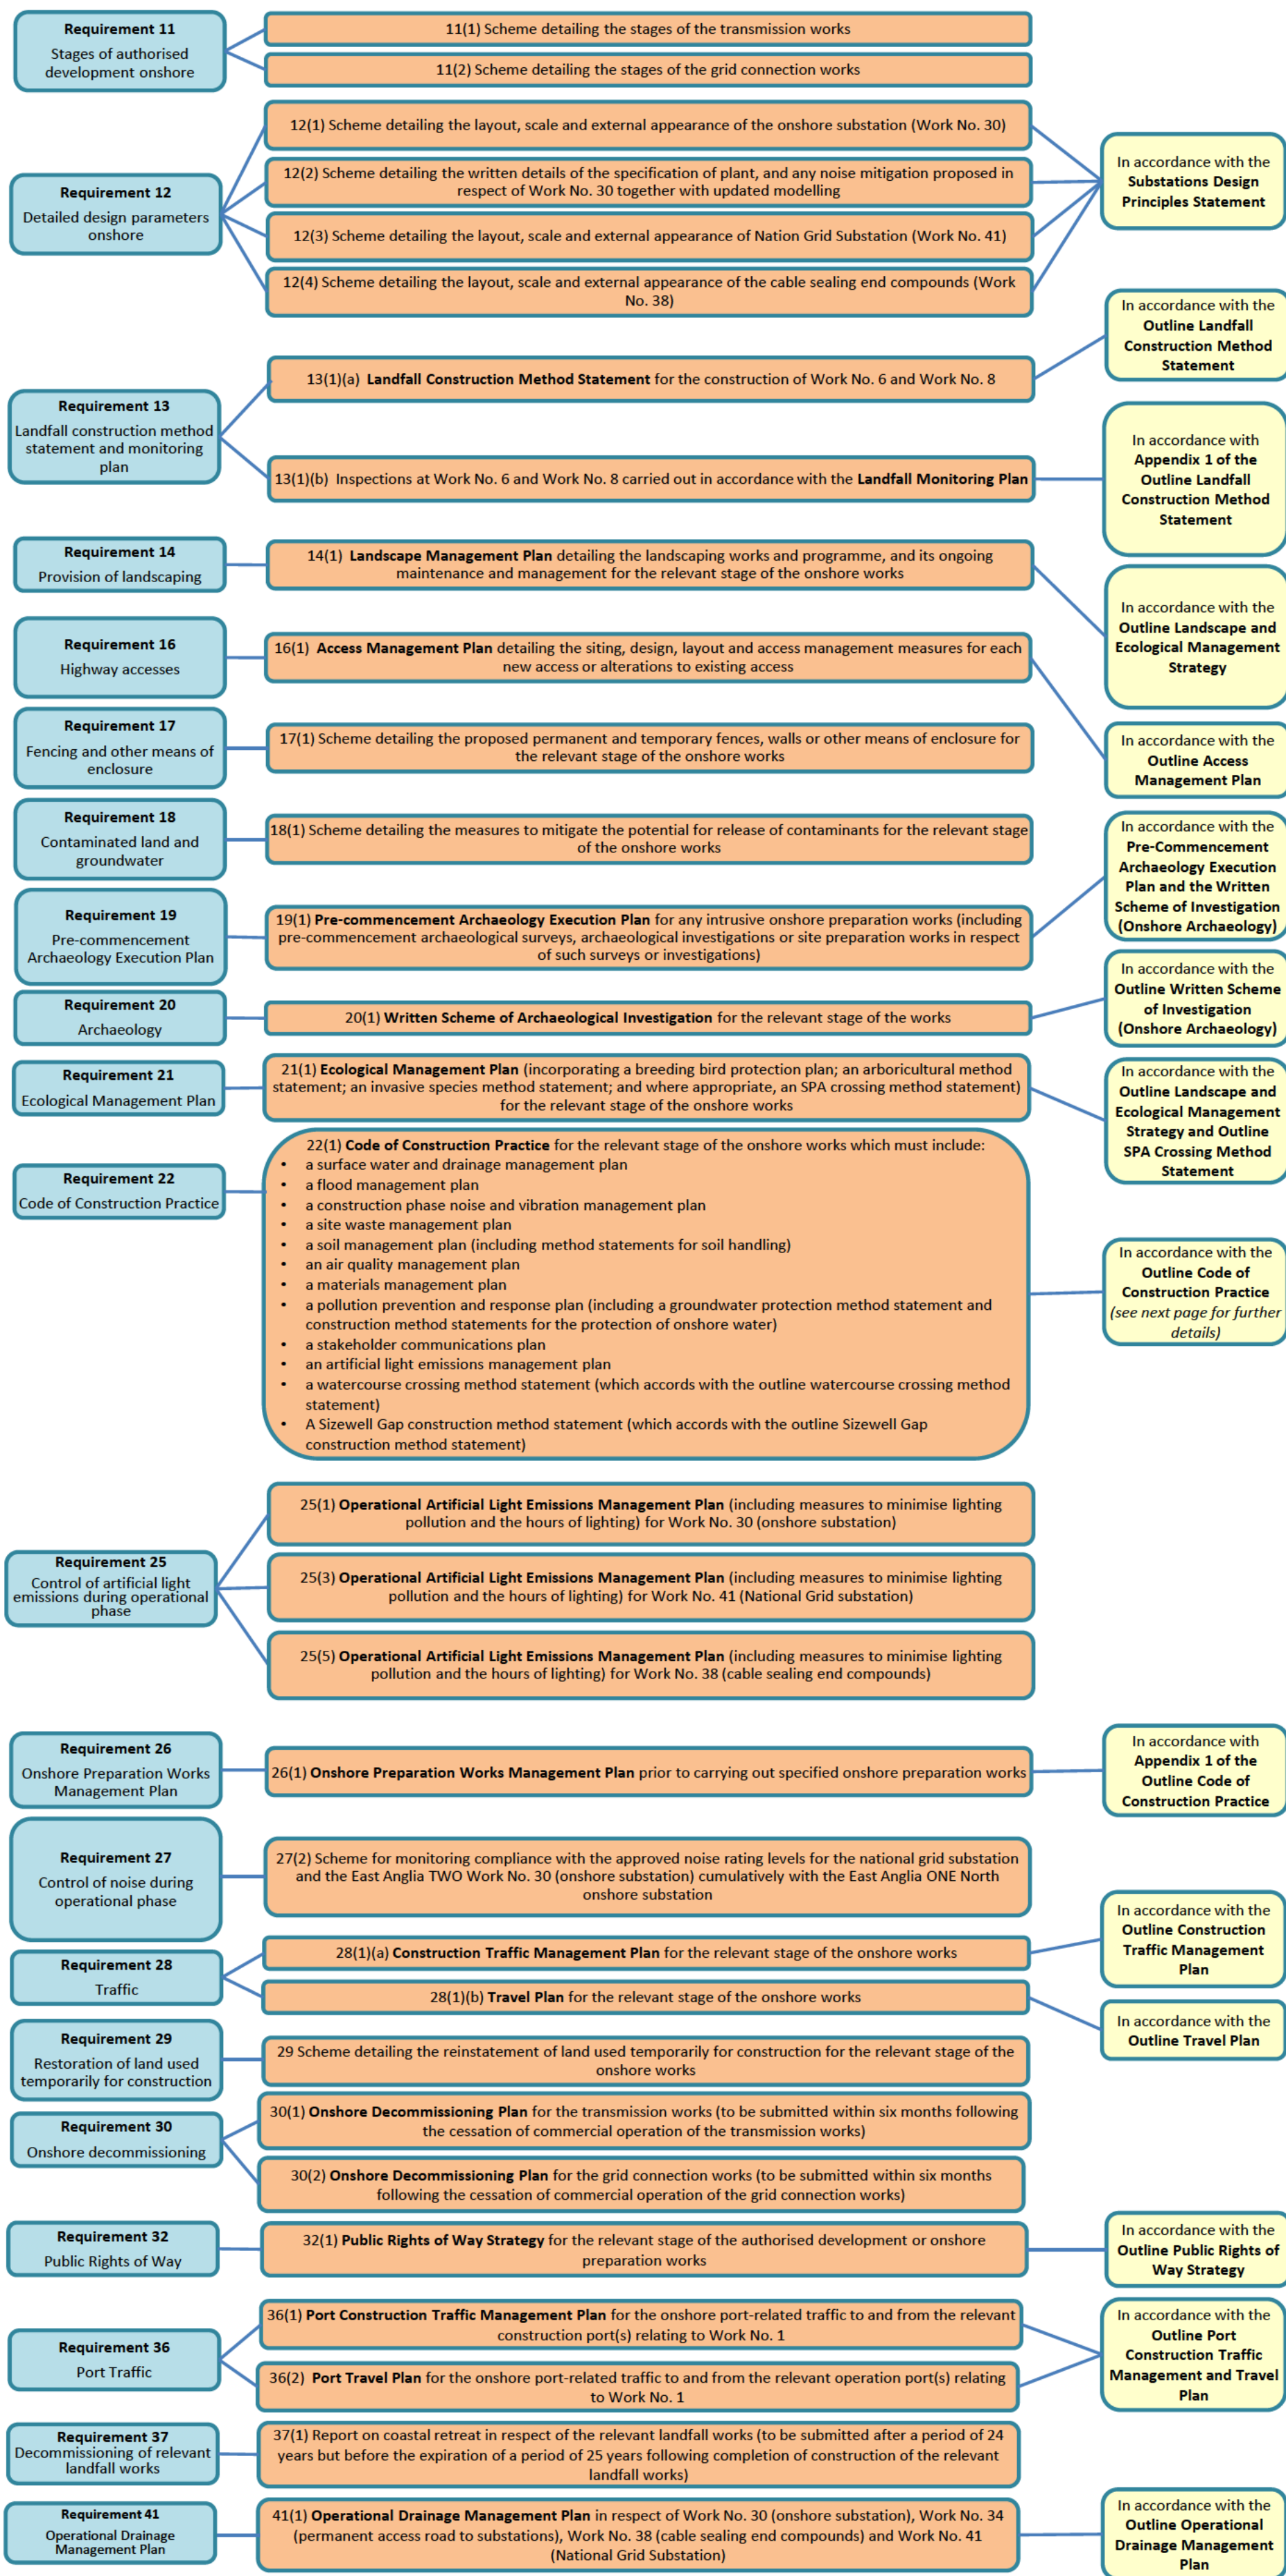 Requirement 11
Stages of authorised
development onshore
11(1) Scheme detailing the stages of the transmission works
11(2) Scheme detailing the stages of the grid connection works
Requirement 12
Detailed design parameters
onshore
12(1) Scheme detailing the layout, scale and external appearance of the onshore substation (Work No. 30)
12(2) Scheme detailing the written details of the specification of plant, and any noise mitigation proposed in
respect of Work No. 30 together with updated modelling
12(3) Scheme detailing the layout, scale and external appearance of Nation Grid Substation (Work No. 41)
12(4) Scheme detailing the layout, scale and external appearance of the cable sealing end compounds (Work
No. 38)
In accordance with the
Substations Design
Principles Statement
Requirement 13
Landfall construction method
statement and monitoring
plan
13(1)(a) Landfall Construction Method Statement for the construction of Work No. 6 and Work No. 8
In accordance with the
Outline Landfall
Construction Method
Statement
13(1)(b) Inspections at Work No. 6 and Work No. 8 carried out in accordance with the Landfall Monitoring Plan
In accordance with
Appendix 1 of the
Outline Landfall
Construction Method
Statement
Requirement 14
Provision of landscaping
14(1) Landscape Management Plan detailing the landscaping works and programme, and its ongoing
maintenance and management for the relevant stage of the onshore works
In accordance with the
Outline Landscape and
Ecological Management
Strategy
Requirement 16
Highway accesses
16(1) Access Management Plan detailing the siting, design, layout and access management measures for each
new access or alterations to existing access
In accordance with the
Outline Access
Management Plan
Requirement 17
Fencing and other means of
enclosure
17(1) Scheme detailing the proposed permanent and temporary fences, walls or other means of enclosure for
the relevant stage of the onshore works
Requirement 18
Contaminated land and
groundwater
18(1) Scheme detailing the measures to mitigate the potential for release of contaminants for the relevant stage
of the onshore works
Requirement 19
Pre-commencement
Archaeology Execution Plan
19(1) Pre-commencement Archaeology Execution Plan for any intrusive onshore preparation works (including
pre-commencement archaeological surveys, archaeological investigations or site preparation works in respect
of such surveys or investigations)
In accordance with the
Pre-Commencement
Archaeology Execution
Plan and the Written
Scheme of Investigation
(Onshore Archaeology)
Requirement 20
Archaeology
20(1) Written Scheme of Archaeological Investigation for the relevant stage of the works
In accordance with the
Outline Written Scheme
of Investigation
(Onshore Archaeology)
Requirement 21
Ecological Management Plan
21(1) Ecological Management Plan (incorporating a breeding bird protection plan; an arboricultural method
statement; an invasive species method statement; and where appropriate, an SPA crossing method statement)
for the relevant stage of the onshore works
In accordance with the
Outline Landscape and
Ecological Management
Strategy and Outline
SPA Crossing Method
Statement
Requirement 22
Code of Construction Practice
22(1) Code of Construction Practice for the relevant stage of the onshore works which must include:
• a surface water and drainage management plan
• a flood management plan
• a construction phase noise and vibration management plan
• a site waste management plan
• a soil management plan (including method statements for soil handling)
• an air quality management plan
• a materials management plan
• a pollution prevention and response plan (including a groundwater protection method statement and
construction method statements for the protection of onshore water)
• a stakeholder communications plan
• an artificial light emissions management plan
• a watercourse crossing method statement (which accords with the outline watercourse crossing method
statement)
• A Sizewell Gap construction method statement (which accords with the outline Sizewell Gap
construction method statement)
In accordance with the
Outline Code of
Construction Practice
(see next page for further
details)
Requirement 25
Control of artificial light
emissions during operational
phase
25(1) Operational Artificial Light Emissions Management Plan (including measures to minimise lighting
pollution and the hours of lighting) for Work No. 30 (onshore substation)
25(3) Operational Artificial Light Emissions Management Plan (including measures to minimise lighting
pollution and the hours of lighting) for Work No. 41 (National Grid substation)
25(5) Operational Artificial Light Emissions Management Plan (including measures to minimise lighting
pollution and the hours of lighting) for Work No. 38 (cable sealing end compounds)
Requirement 26
Onshore Preparation Works
Management Plan
26(1) Onshore Preparation Works Management Plan prior to carrying out specified onshore preparation works
In accordance with
Appendix 1 of the
Outline Code of
Construction Practice
Requirement 27
Control of noise during
operational phase
27(2) Scheme for monitoring compliance with the approved noise rating levels for the national grid substation
and the East Anglia TWO Work No. 30 (onshore substation) cumulatively with the East Anglia ONE North
onshore substation
Requirement 28
Traffic
28(1)(a) Construction Traffic Management Plan for the relevant stage of the onshore works
In accordance with the
Outline Construction
Traffic Management
Plan
28(1)(b) Travel Plan for the relevant stage of the onshore works
In accordance with the
Outline Travel Plan
Requirement 29
Restoration of land used
temporarily for construction
29 Scheme detailing the reinstatement of land used temporarily for construction for the relevant stage of the
onshore works
Requirement 30
Onshore decommissioning
30(1) Onshore Decommissioning Plan for the transmission works (to be submitted within six months following
the cessation of commercial operation of the transmission works)
30(2) Onshore Decommissioning Plan for the grid connection works (to be submitted within six months
following the cessation of commercial operation of the grid connection works)
Requirement 32
Public Rights of Way
32(1) Public Rights of Way Strategy for the relevant stage of the authorised development or onshore
preparation works
In accordance with the
Outline Public Rights of
Way Strategy
Requirement 36
Port Traffic
36(1) Port Construction Traffic Management Plan for the onshore port-related traffic to and from the relevant
construction port(s) relating to Work No. 1
36(2) Port Travel Plan for the onshore port-related traffic to and from the relevant operation port(s) relating
to Work No. 1
In accordance with the
Outline Port
Construction Traffic
Management and Travel
Plan
Requirement 37
Decommissioning of relevant
landfall works
37(1) Report on coastal retreat in respect of the relevant landfall works (to be submitted after a period of 24
years but before the expiration of a period of 25 years following completion of construction of the relevant
landfall works)
Requirement 41
Operational Drainage
Management Plan
41(1) Operational Drainage Management Plan in respect of Work No. 30 (onshore substation), Work No. 34
(permanent access road to substations), Work No. 38 (cable sealing end compounds) and Work No. 41
(National Grid Substation)
In accordance with the
Outline Operational
Drainage Management
Plan